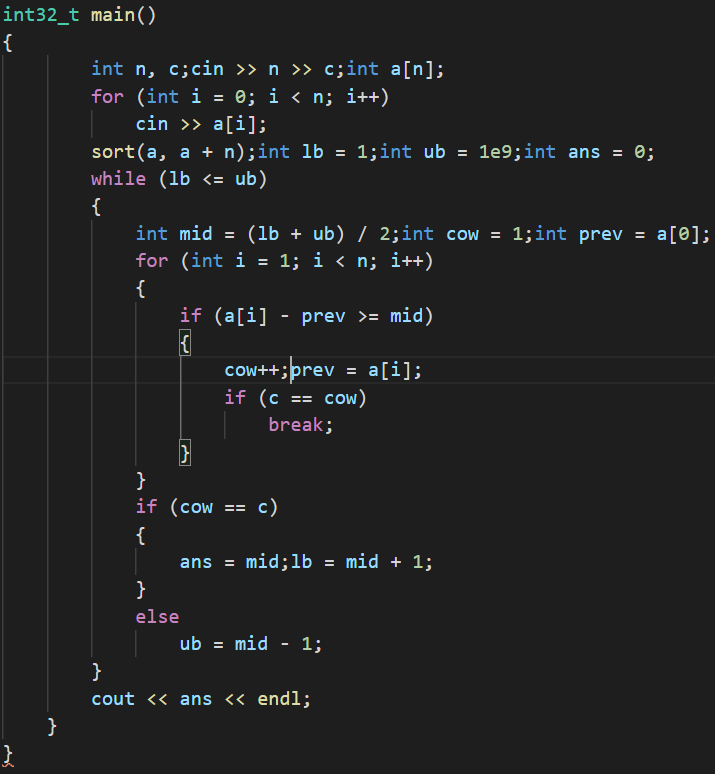 int32_t main()
{
        int n, c;cin >> n >> c;int a[n];
        for (int i = 0; i < n; i++)
            cin >> a[i];
        sort(a, a + n);int lb = 1;int ub = 1e9;int ans = 0;
        while (lb <= ub)
        {
            int mid = (lb + ub) / 2;int cow = 1;int prev = a[0];
            for (int i = 1; i < n; i++)
            {
                if (a[i] - prev >= mid)
                {
                    cow++;prev = a[i];
                    if (c == cow)
                        break;
                }
            }
            if (cow == c)
            {
                ans = mid;lb = mid + 1;
            }
            else
                ub = mid - 1;
        }
        cout << ans << endl;
    }
}